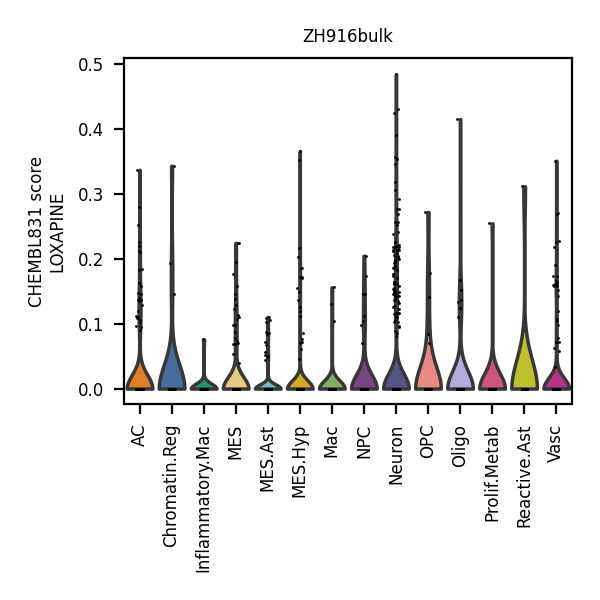 ZH916bulk
CHEMBL831 score
LOXAPINE
0.5
0.4
0.3
0.2
0.1
0.0
AC
Chromatin.Reg
Inflammatory.Mac
MES
MES.Ast
MES.Hyp
Mac
NPC
Neuron
OPC
Oligo
Prolif.Metab
Reactive.Ast
Vasc